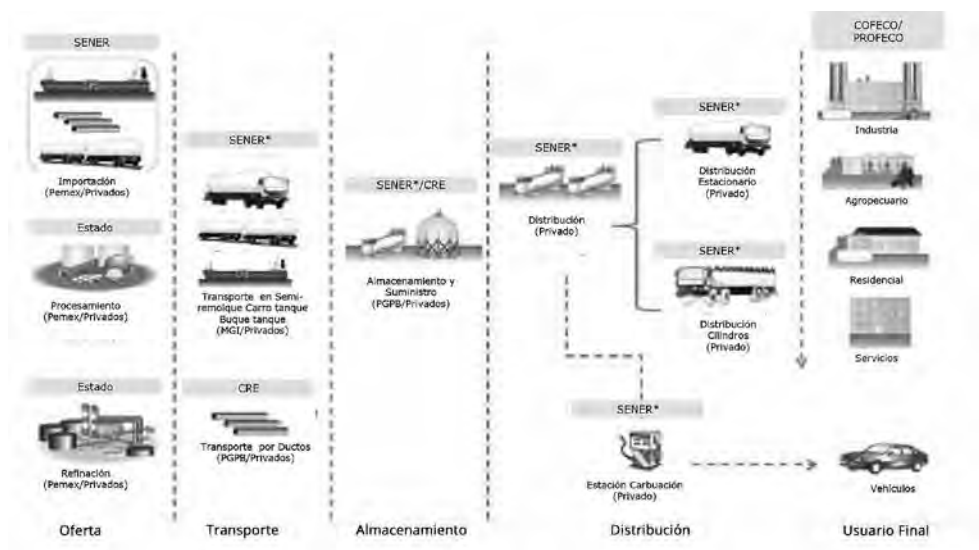 SENER
Importación
(Pemex/Privados)
Estado
Procesamiento
(Pemex/Privados)
Estado
Refinación
(Pemex/Privados)
Oferta
SENER*
Transporte en Semi-
remolque Carro tanque
Buque tanque
(MGI/Privados)
CRE
Transporte por Ductos
(PGPB/Privados)
Transporte
SENER*/CRE
Almacenamiento y
Suministro
(PGPB/Privados)
Almacenamiento
SENER*
Distribución
(Privado)
SENER*
Distribución
Estacionario
(Privado)
SENER*
Distribución
Cilindros
(Privado)
SENER*
Estación Carbuación
(Privado)
Distribución
COFECO/
PROFECO
Industria
Agropecuario
Residencial
Servicios
Vehículos
Usuario Final